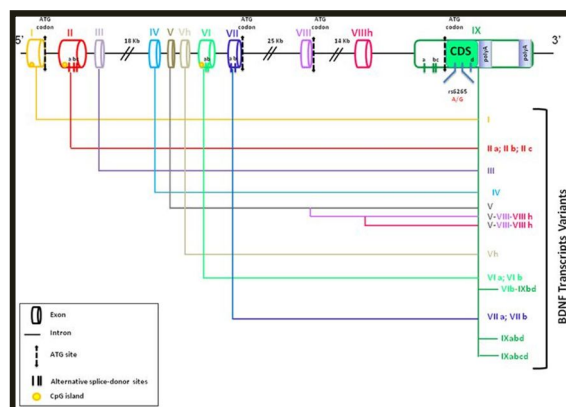 ATG codon
ATG codon
ATG codon
ATG codon
5'
I
II
III
IV
V
Vh
VI
VII
VIII
VIIIh
IX
3'
18 Kb
25 Kb
14 Kb
CDS
polyA
polyA
a bc
ab
a b
a
bc
d
rs6265
A/G
I
II a; II b; II c
III
IV
V
V-VIII-VIII h
V-VIII-VIII h
Vh
VI a; VI b
VIb-IXbd
VII a; VII b
IXabd
IXabcd
BDNF Transcripts Variants
Exon
Intron
ATG site
Alternative splice-donor sites
CpG island